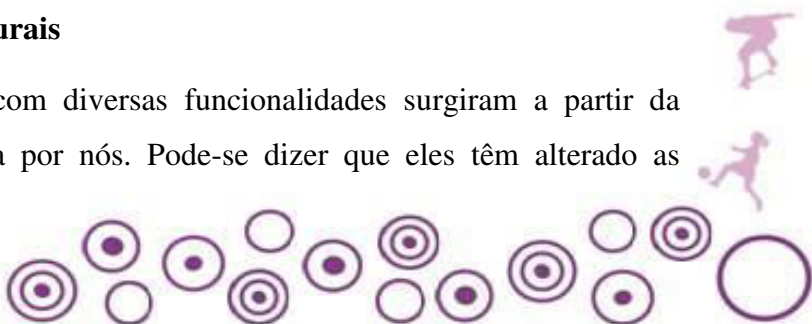 urais
com diversas funcionalidades surgiram a partir da
a por nós. Pode-se dizer que eles têm alterado as